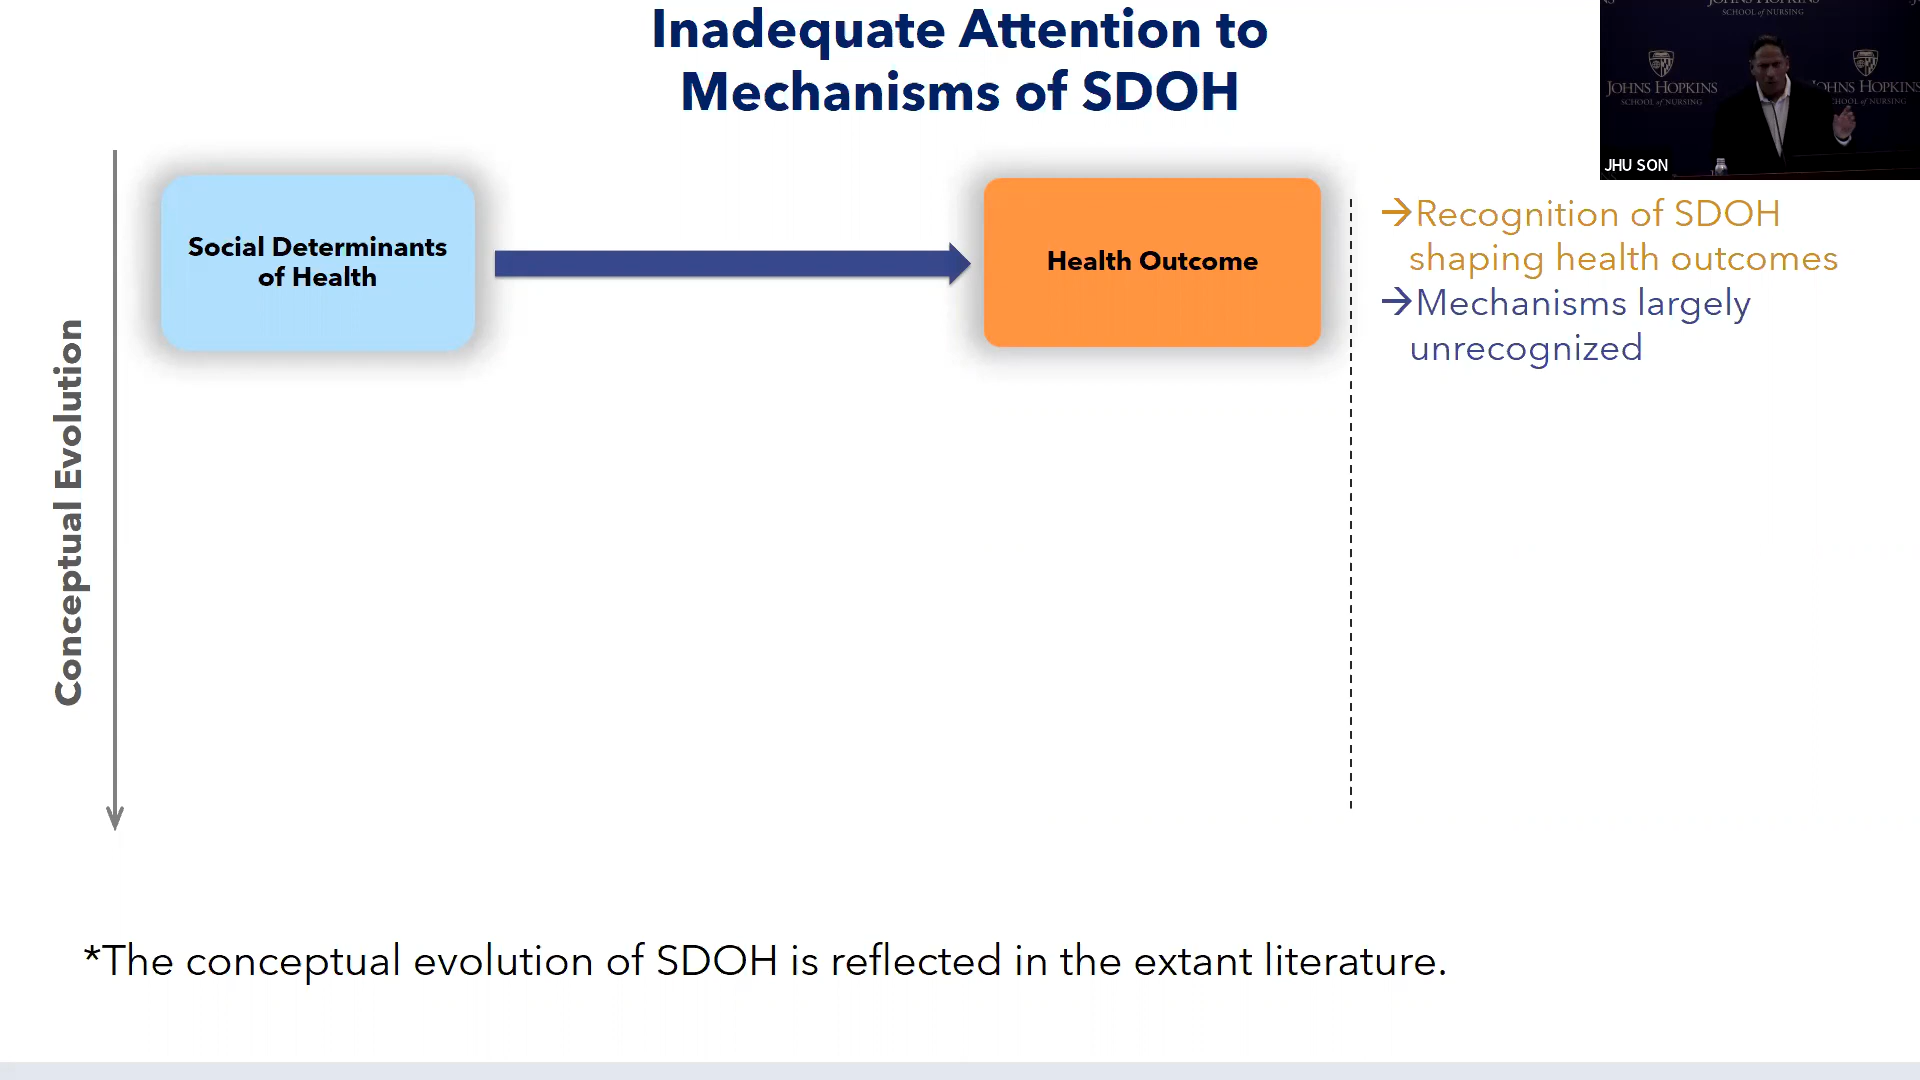 Inadequate Attention to
Mechanisms of SDOH
JOHNS HOPKINS
SCHOOL of NURSING
JOHNS HOPKINS
SCHOOL of NURSING
JHU SON
Social Determinants
of Health
Health Outcome
→Recognition of SDOH
shaping health outcomes
→Mechanisms largely
unrecognized
Conceptual Evolution
*The conceptual evolution of SDOH is reflected in the extant literature.